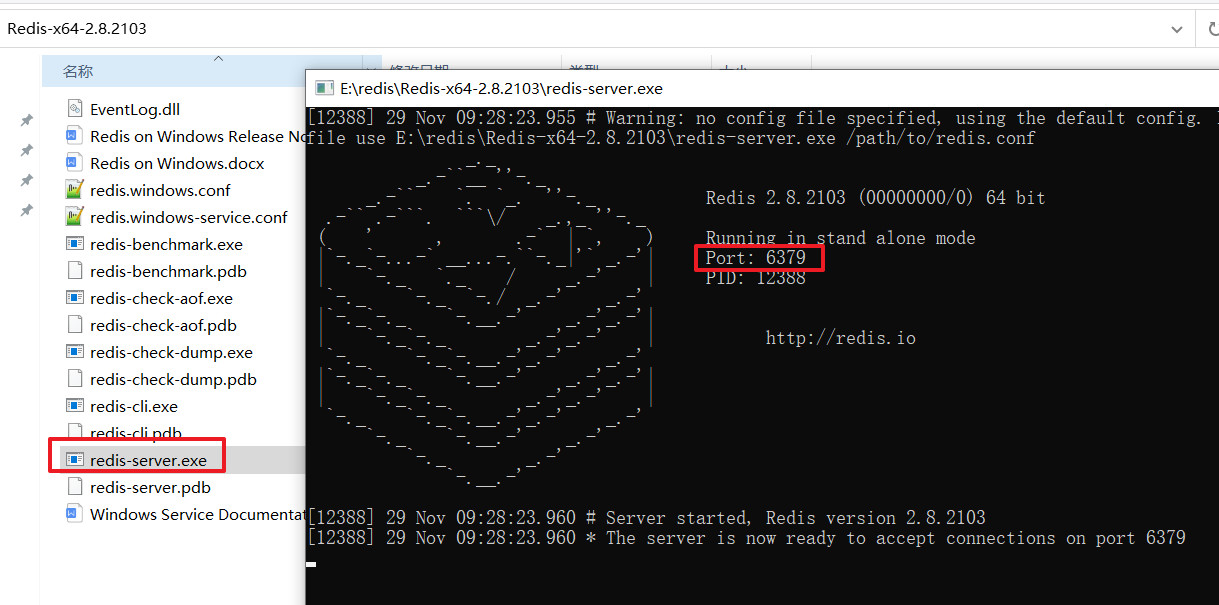 Redis-x64-2.8.2103
名称
修改日期
类型
大小
EventLog.dll
Redis on Windows Release
Redis on Windows.docx
redis.windows.conf
redis.windows-service.conf
redis-benchmark.exe
redis-benchmark.pdb
redis-check-aof.exe
redis-check-aof.pdb
redis-check-dump.exe
redis-check-dump.pdb
redis-cli.exe
redis-cli.pdb
redis-server.exe
redis-server.pdb
Windows Service
E:\redis\Redis-x64-2.8.2103\redis-server.exe
[12388] 29 Nov 09:28:23.955 # Warning: no config file specified, using the default config.
file use E:\redis\Redis-x64-2.8.2103\redis-server.exe /path/to/redis.conf
Redis 2.8.2103 (00000000/0) 64 bit
Running in stand alone mode
Port: 6379
PID: 12388
http://redis.io
[12388] 29 Nov 09:28:23.960 # Server started, Redis version 2.8.2103
[12388] 29 Nov 09:28:23.960 * The server is now ready to accept connections on port 6379